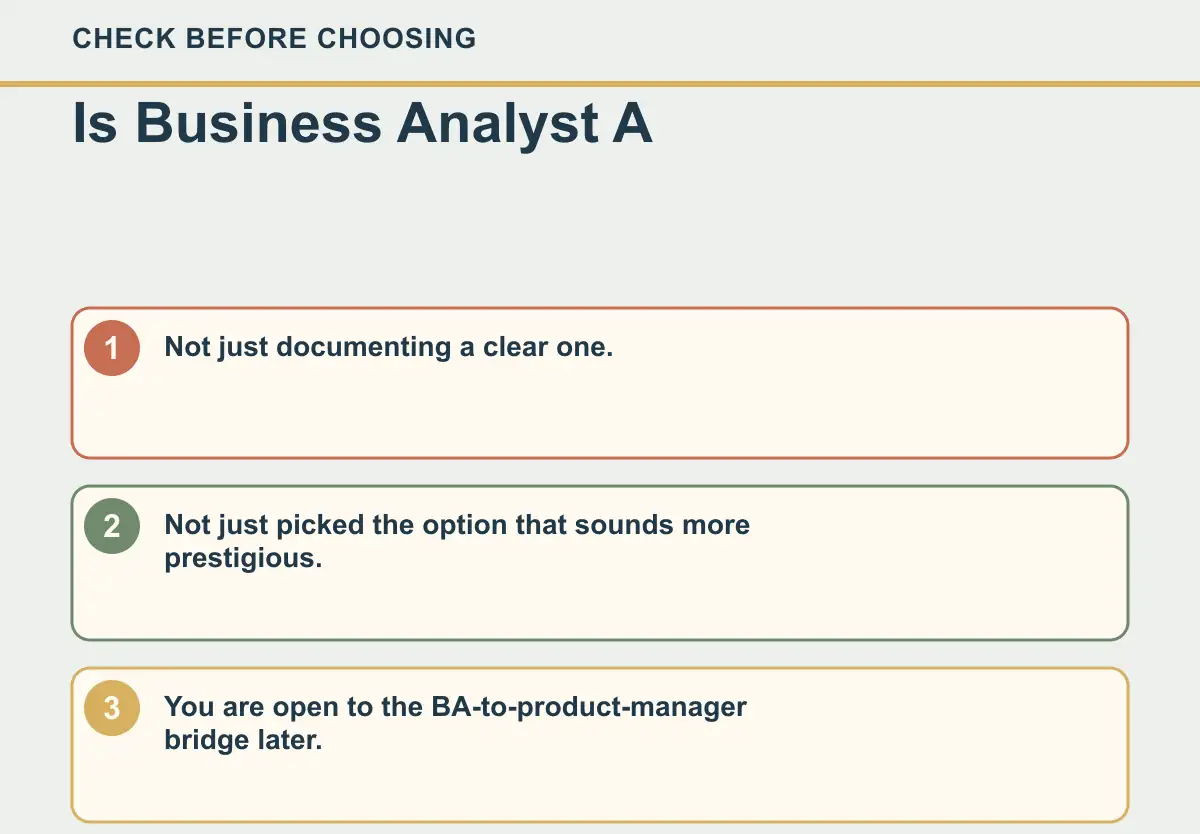 CHECK BEFORE CHOOSING
Is Business Analyst A
1
Not just documenting a clear one.
2
Not just picked the option that sounds more
prestigious.
3
You are open to the BA-to-product-manager
bridge later.